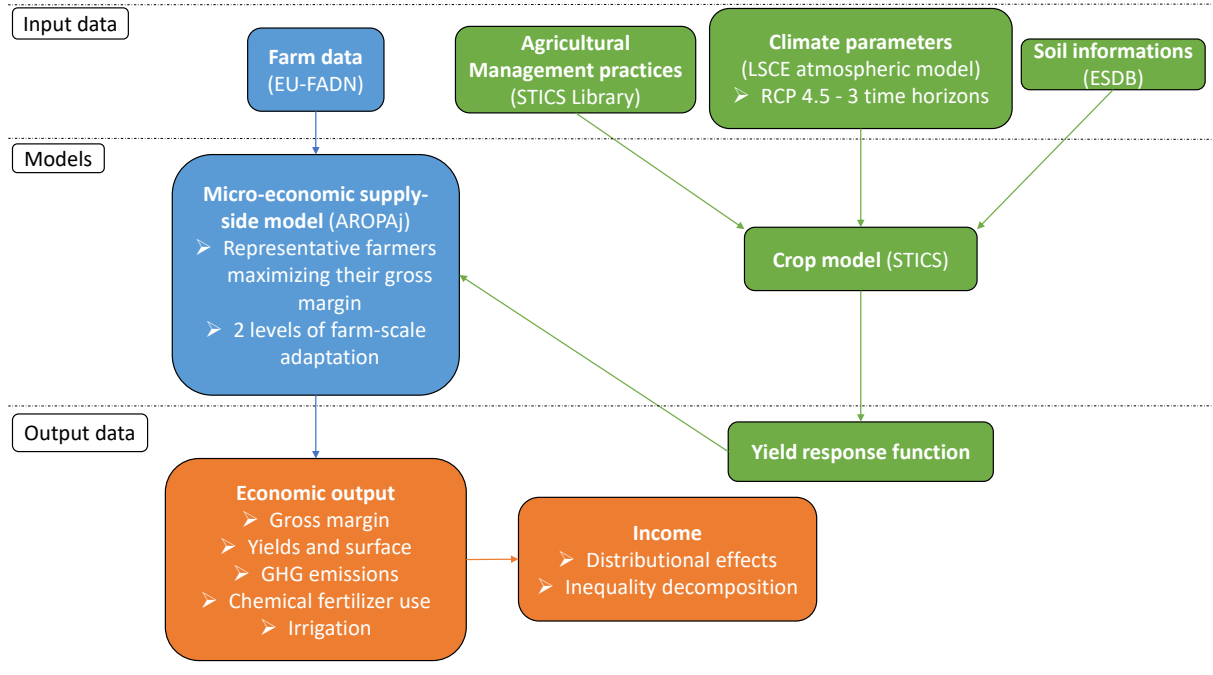 Input data
Farm data
(EU-FADN)
Agricultural
Management practices
(STICS Library)
Climate parameters
(LSCE atmospheric model)
➢ RCP 4.5 - 3 time horizons
Soil informations
(ESDB)
Models
Micro-economic supply-
side model (AROPAj)
➢ Representative farmers
maximizing their gross
margin
➢ 2 levels of farm-scale
adaptation
Crop model (STICS)
Output data
Yield response function
Economic output
➢ Gross margin
➢ Yields and surface
➢ GHG emissions
➢ Chemical fertilizer use
➢ Irrigation
Income
➢ Distributional effects
➢ Inequality decomposition